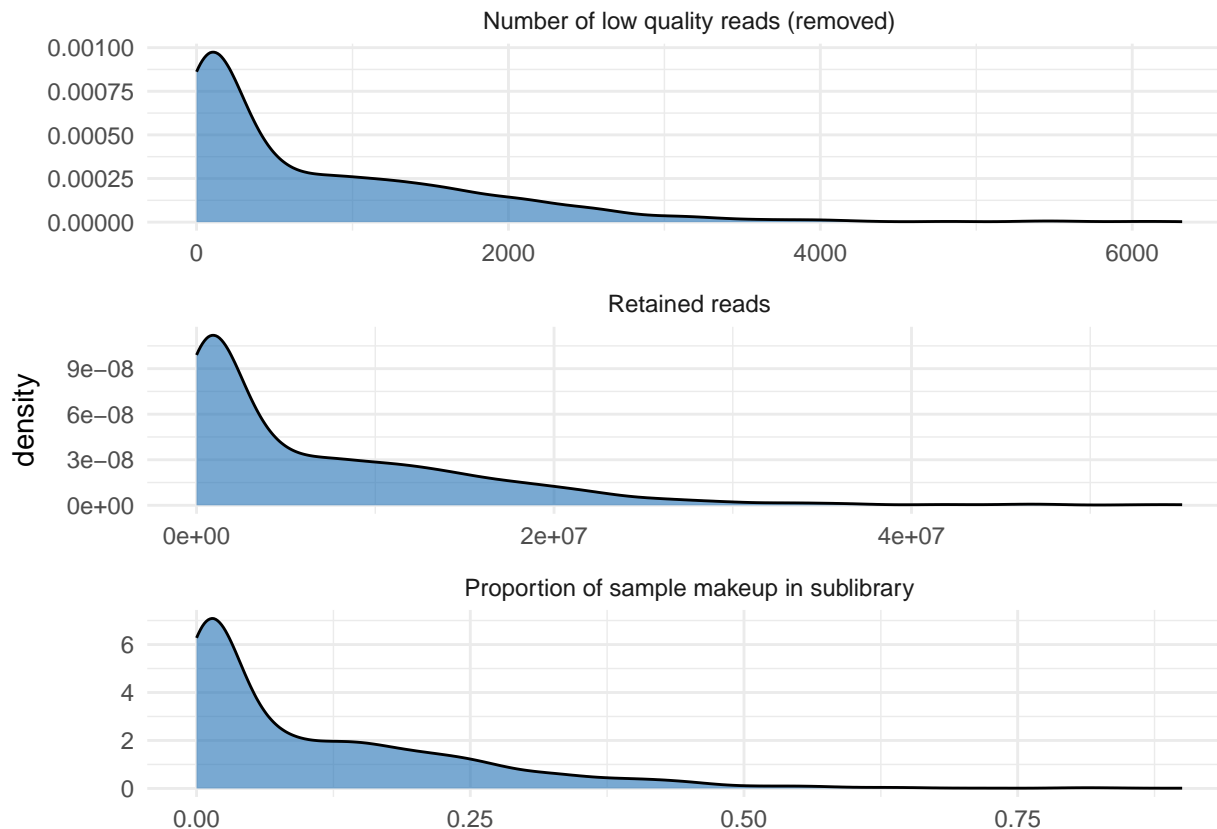 Number of low quality reads (removed)
0.00100
0.00075
0.00050
0.00025
0.00000
0 2000 4000 6000
Retained reads
density
9e−08
6e−08
3e−08
0e+00
0e+00 2e+07 4e+07
Proportion of sample makeup in sublibrary
6
4
2
0
0.00 0.25 0.50 0.75